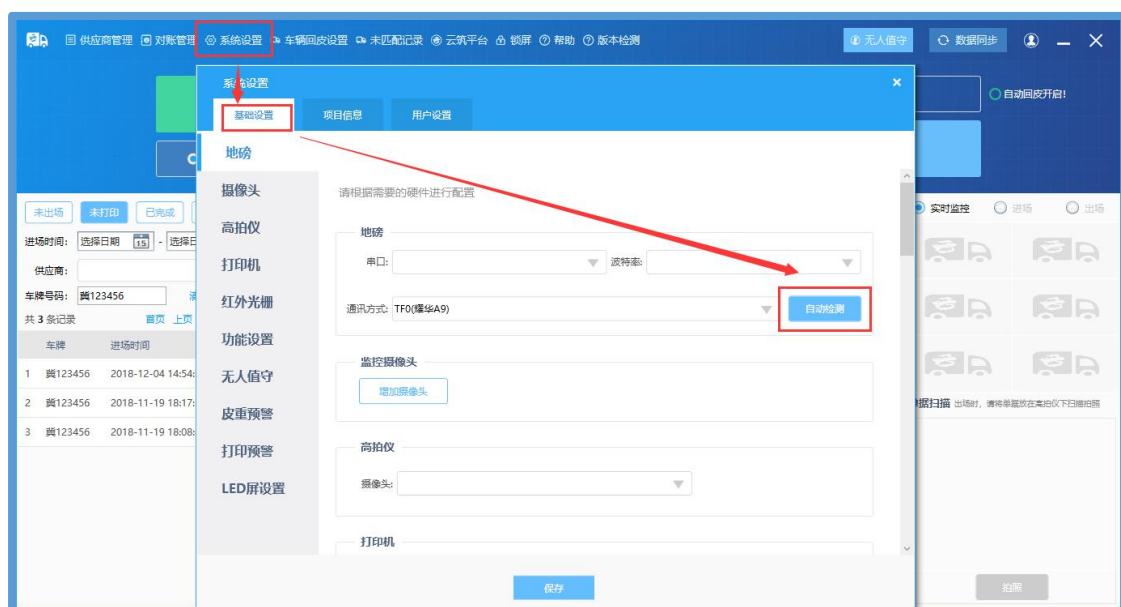 供应商管理 对账管理 系统设置 车辆回皮设置 未匹配记录 云筑平台 锁屏 帮助 版本检测 无人值守 数据同步
系统设置
自动回皮开启!
基础设置 项目信息 用户设置
地磅
摄像头
请根据需要的硬件进行配置
未出场 未打印 已完成
实时监控 进场 出场
高拍仪
地磅
进场时间: 选择日期 15 - 选择日
供应商:
打印机
串口: 波特率:
车牌号码: 冀123456
红外光栅
通讯方式: TF0(耀华A9) 自动检测
共 3 条记录 首页 上页
功能设置
车牌 进场时间
监控摄像头
1 冀123456 2018-12-04 14:54:
无人值守
增加摄像头
2 冀123456 2018-11-19 18:17:
皮重预警
据扫描 出场时,请将单据放在高拍仪下扫描拍照
3 冀123456 2018-11-19 18:08:
打印预警
高拍仪
LED屏设置
摄像头:
打印机
保存
拍照